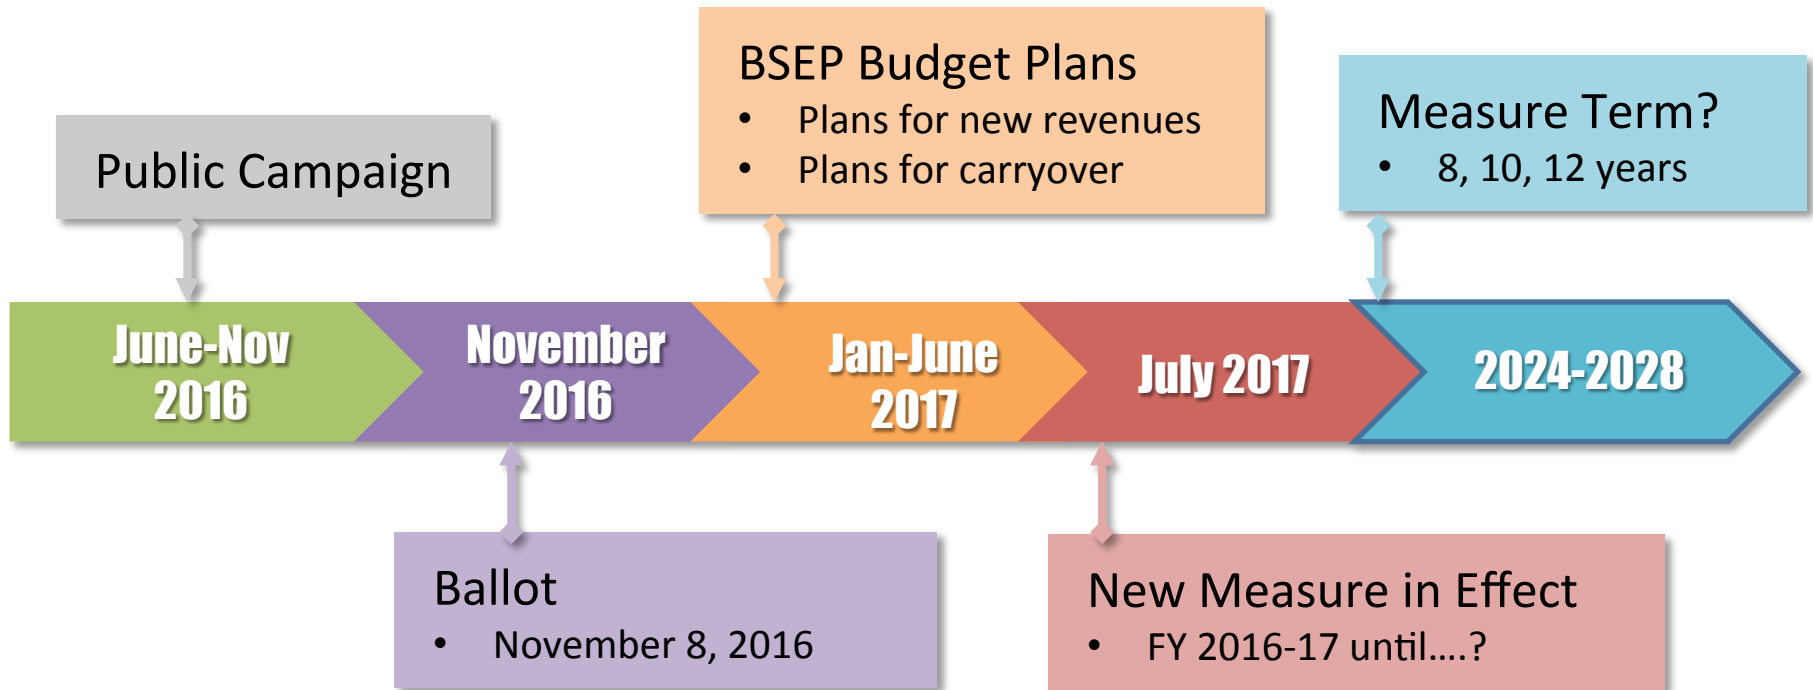 BSEP Budget Plans
• Plans for new revenues
• Plans for carryover
Measure Term?
• 8, 10, 12 years
Public Campaign
June-Nov
2016
November
2016
Jan-June
2017
July 2017
2024-2028
Ballot
• November 8, 2016
New Measure in Effect
• FY 2016-17 until....?